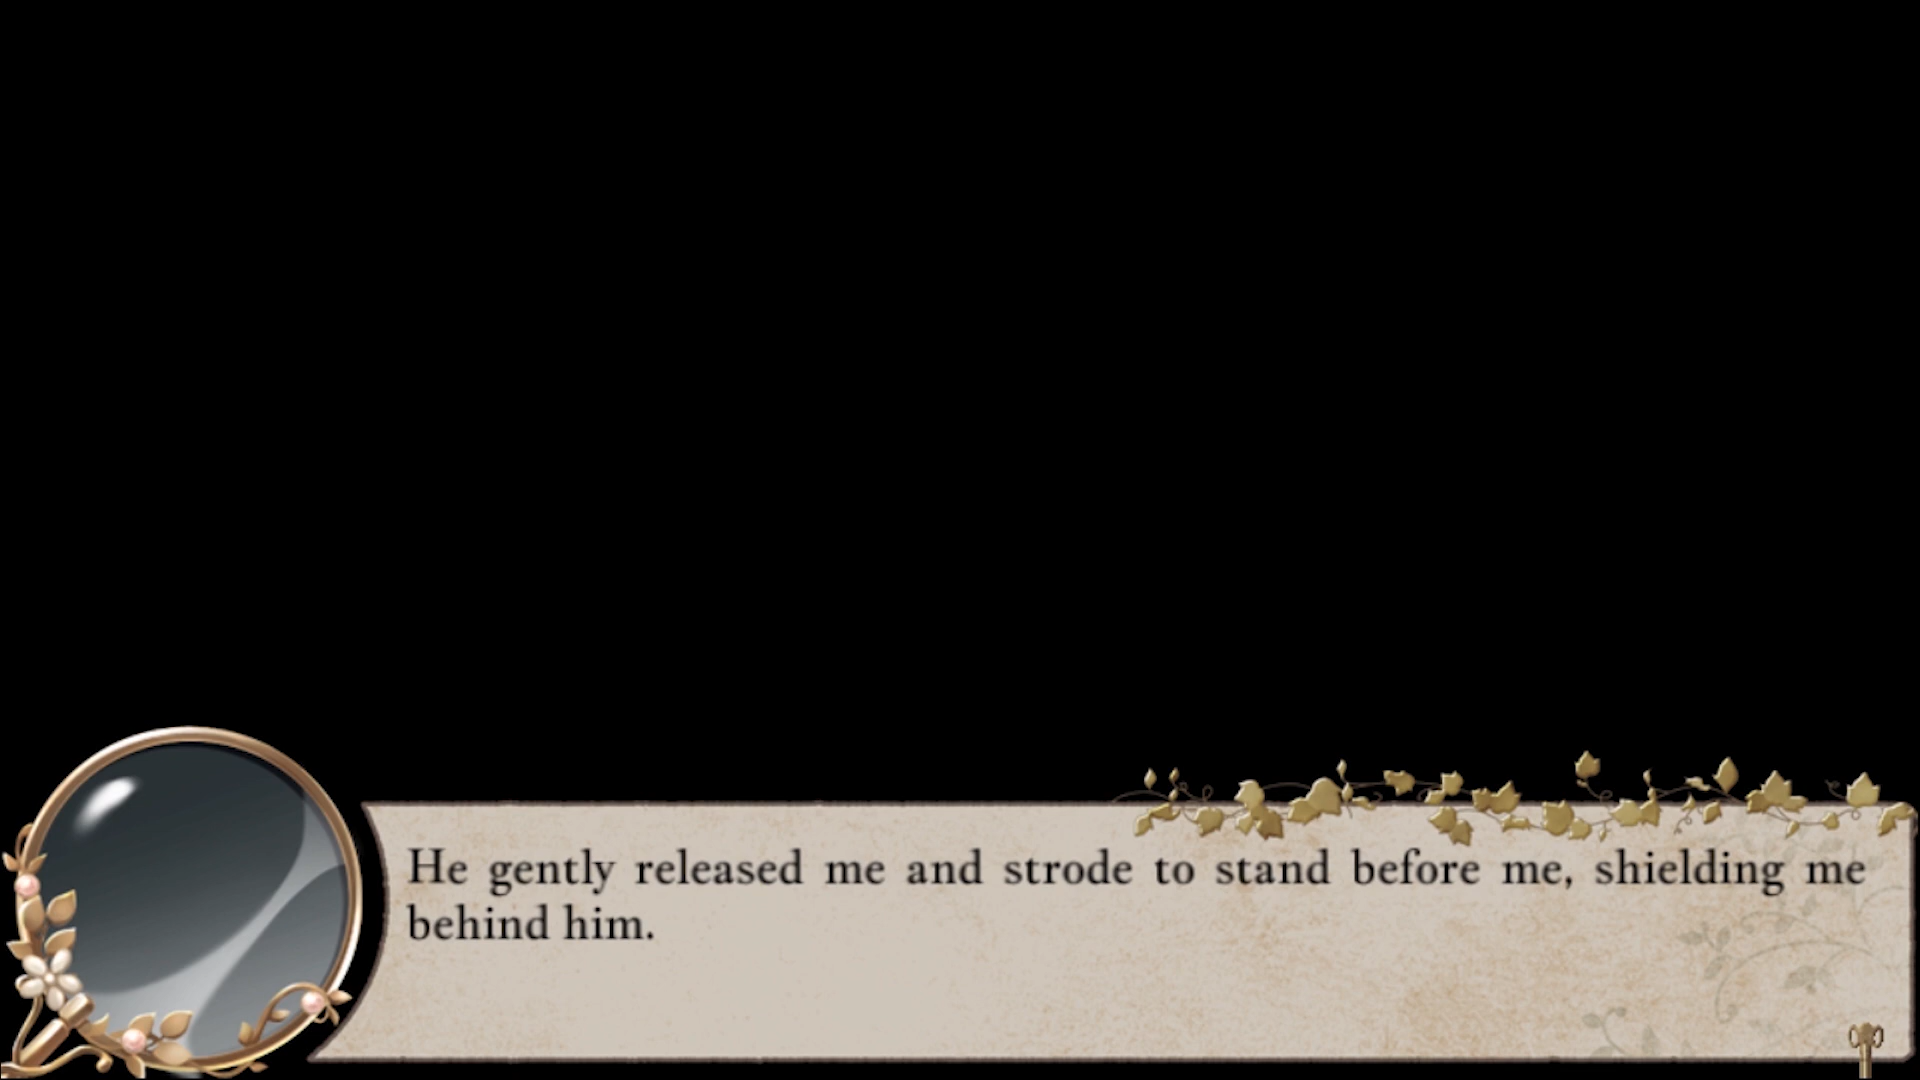 He gently released me and strode to stand before me, shielding me
behind him.